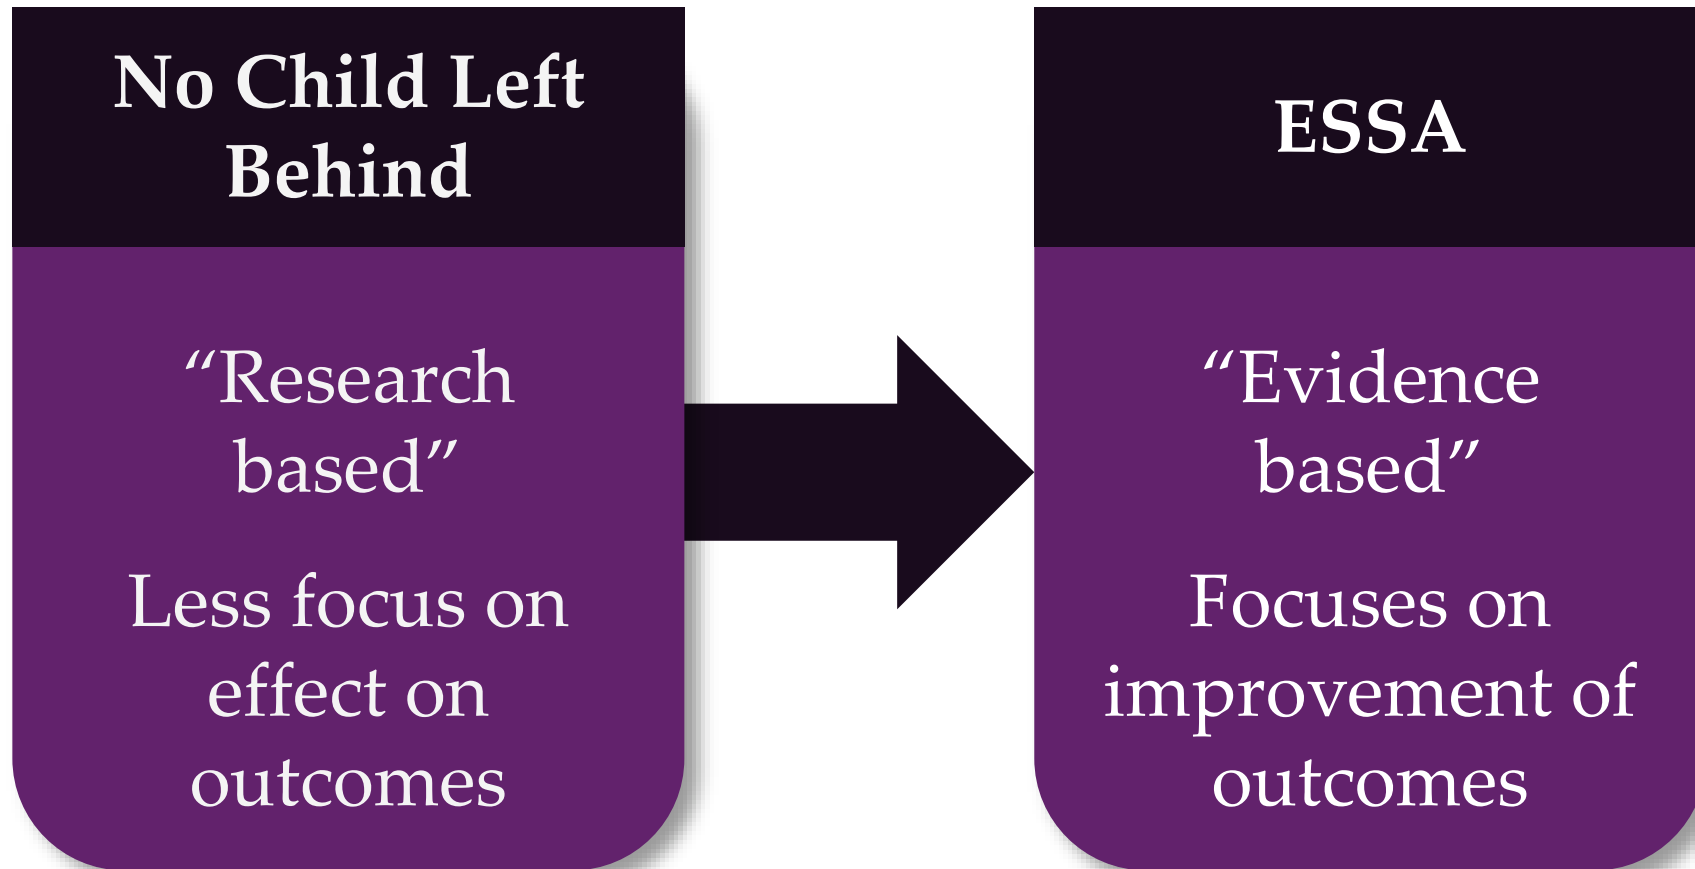 No Child Left
Behind
“Research
based”
Less focus on
effect on
outcomes
ESSA
“Evidence
based”
Focuses on
improvement of
outcomes